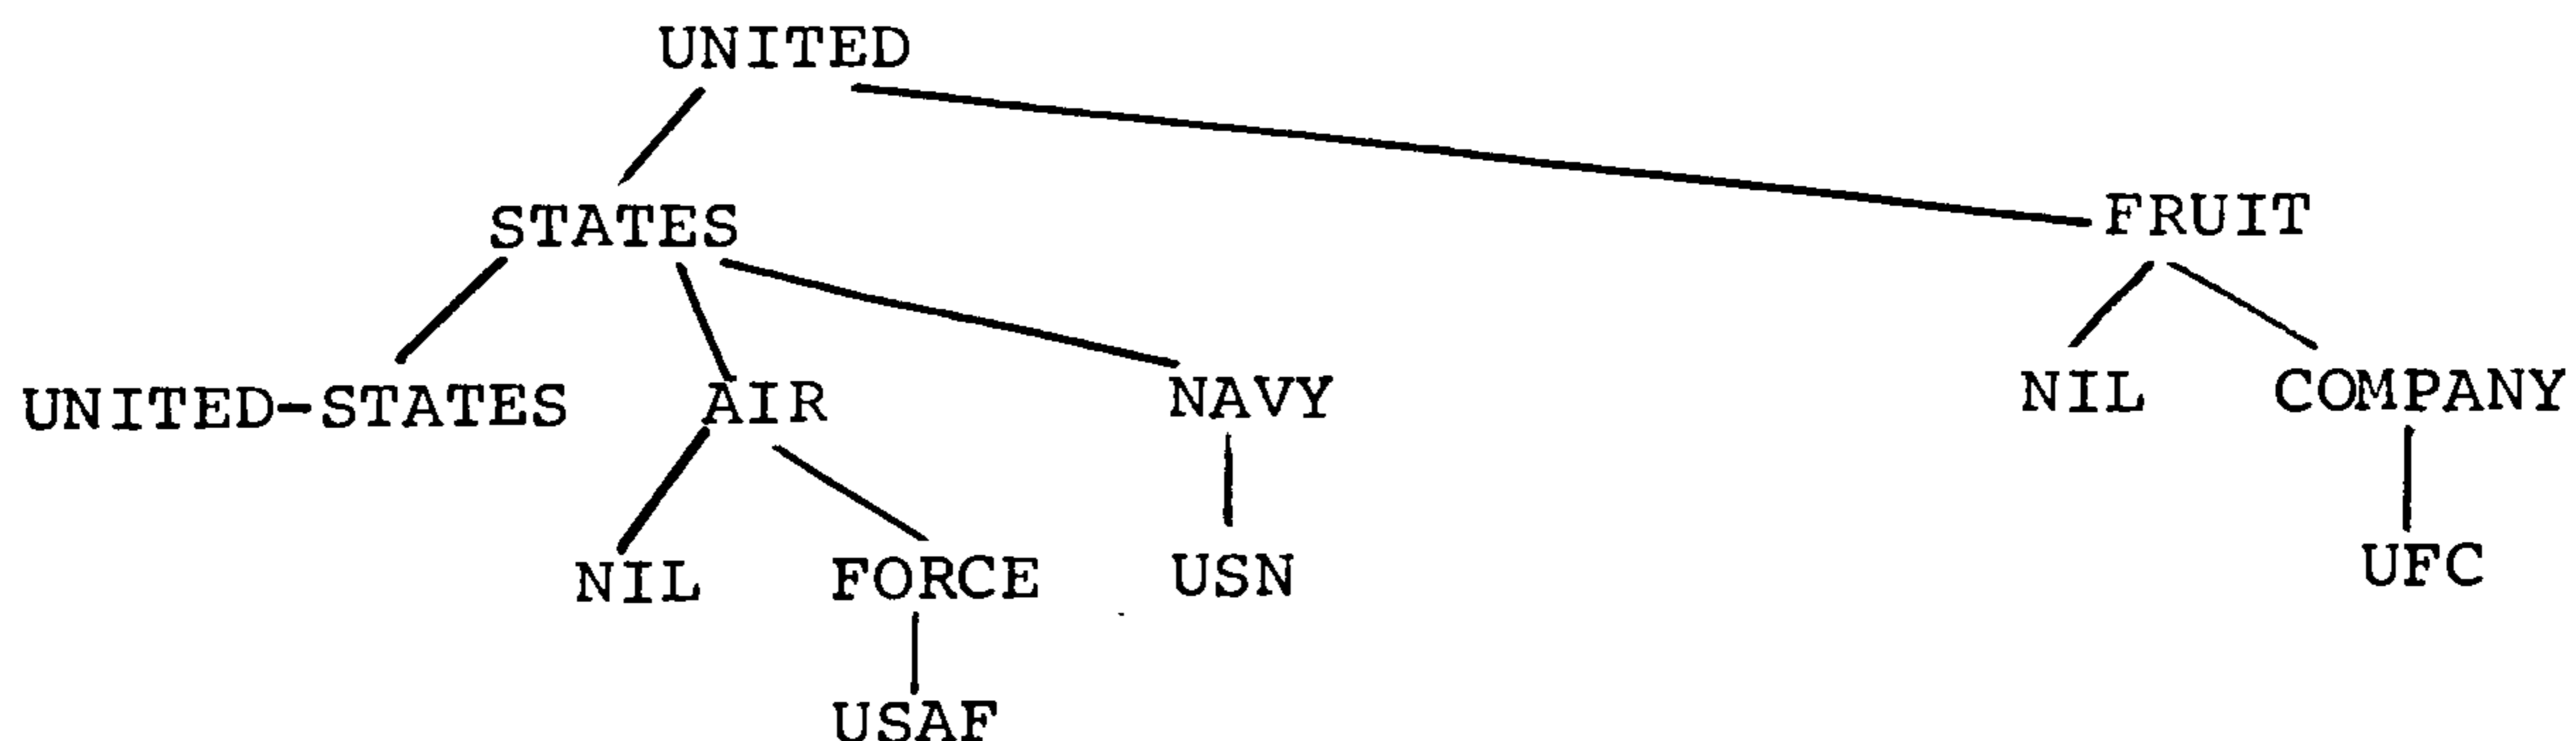 UNITED
STATES FRUIT
UNITED-STATES AIR NAVY NIL COMPANY
NIL FORCE USN UFC
USAF